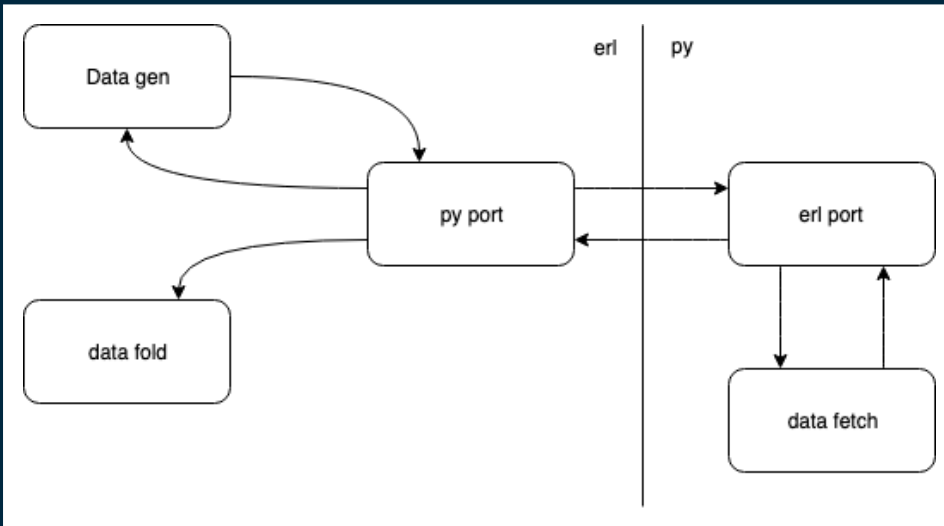 Data gen
erl
py
py port
erl port
data fold
data fetch